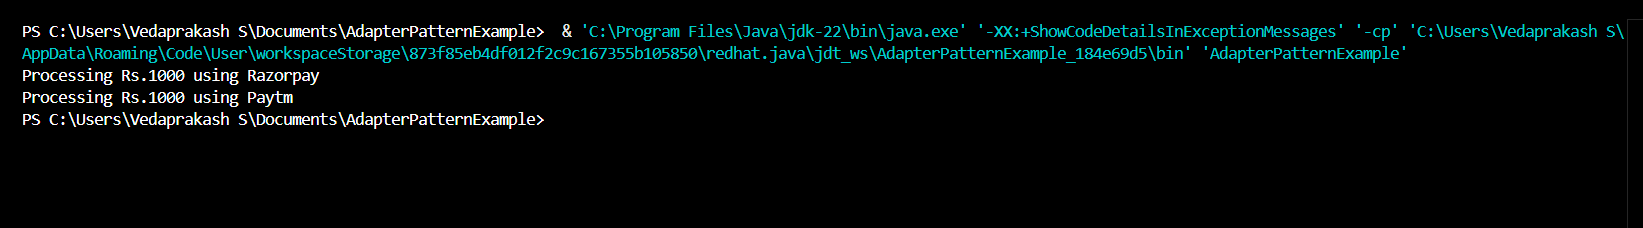 PS C:\Users\Vedaprakash S\Documents\AdapterPatternExample>  & 'C:\Program Files\Java\jdk-22\bin\java.exe' '-XX:+ShowCodeDetailsInExceptionMessages' '-cp' 'C:\Users\Vedaprakash S\
AppData\Roaming\Code\User\workspaceStorage\873f85eb4df012f2c9c167355b105850\redhat.java\jdt_ws\AdapterPatternExample_184e69d5\bin' 'AdapterPatternExample'
Processing Rs.1000 using Razorpay
Processing Rs.1000 using Paytm
PS C:\Users\Vedaprakash S\Documents\AdapterPatternExample>